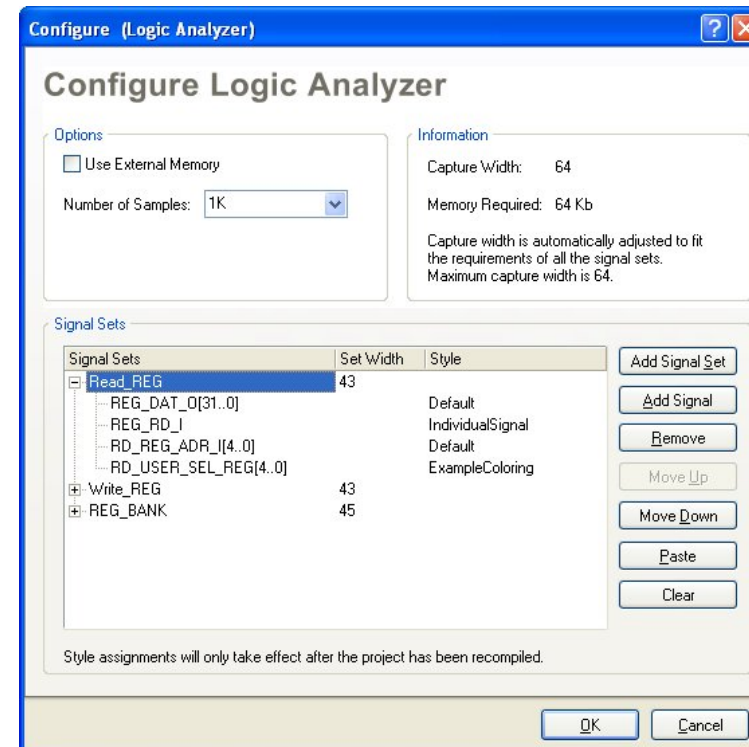 Configure (Logic Analyzer)
Configure Logic Analyzer
Options
Use External Memory
Number of Samples: 1K
Information
Capture Width: 64
Memory Required: 64 Kb
Capture width is automatically adjusted to fit
the requirements of all the signal sets.
Maximum capture width is 64.
Signal Sets
Signal Sets Set Width Style
Read_REG 43
REG_DAT_O[31..0] Default
REG_RD_I IndividualSignal
RD_REG_ADR_I[4..0] Default
RD_USER_SEL_REG[4..0] ExampleColoring
Write_REG 43
REG_BANK 45
Add Signal Set
Add Signal
Remove
Move Up
Move Down
Paste
Clear
Style assignments will only take effect after the project has been recompiled.
OK Cancel